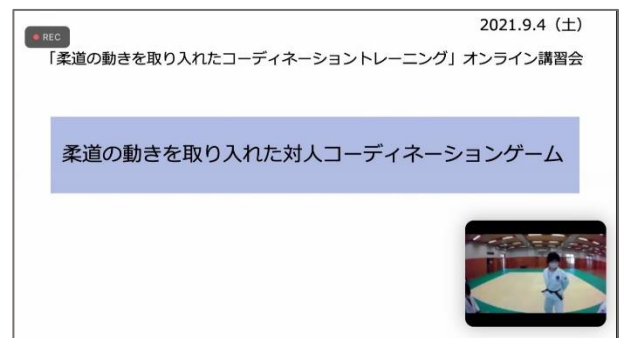 2021.9.4（土）
REC
「柔道の動きを取り入れたコーディネーショントレーニング」オンライン講習会
柔道の動きを取り入れた対人コーディネーションゲーム